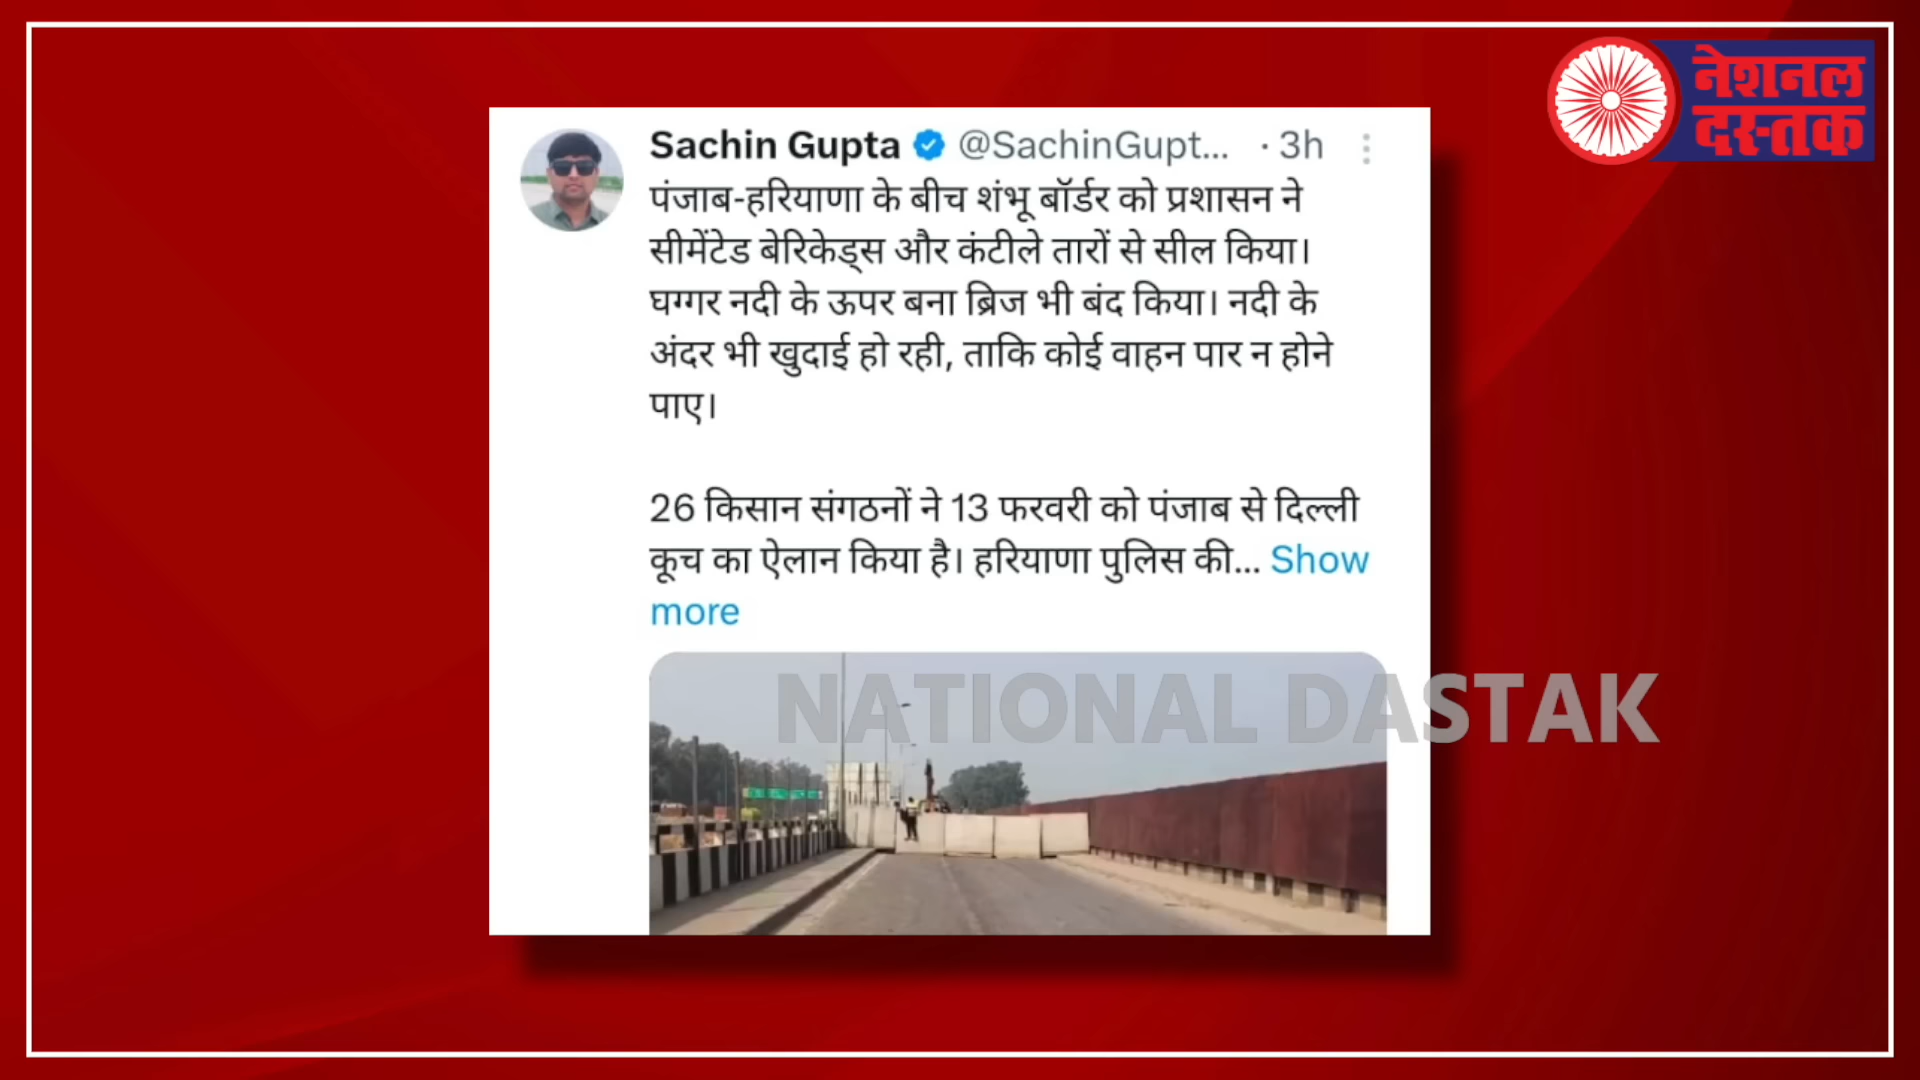 नेशनल
दस्तक
Sachin Gupta @SachinGupt... · 3h
पंजाब-हरियाणा के बीच शंभू बॉर्डर को प्रशासन ने
सीमेंटेड बेरिकेड्स और कंटीले तारों से सील किया।
घग्गर नदी के ऊपर बना ब्रिज भी बंद किया। नदी के
अंदर भी खुदाई हो रही, ताकि कोई वाहन पार न होने
पाए।
26 किसान संगठनों ने 13 फरवरी को पंजाब से दिल्ली
कूच का ऐलान किया है। हरियाणा पुलिस की... Show
more
NATIONAL DASTAK